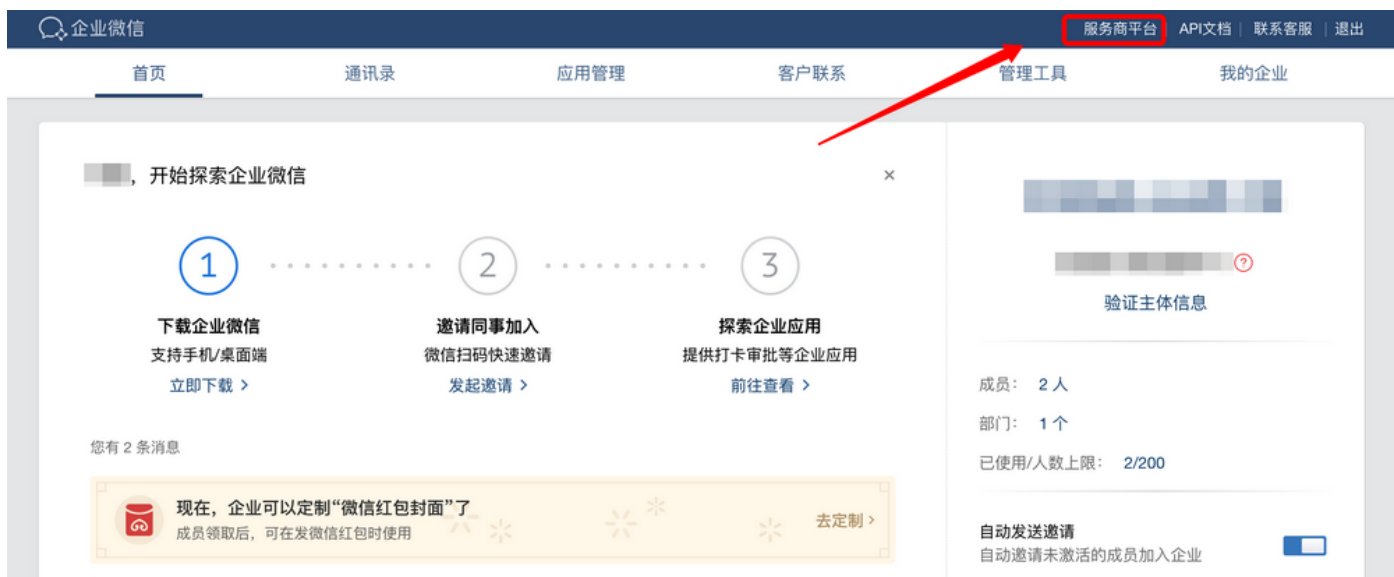 企业微信
服务商平台 API文档 | 联系客服 | 退出
首页 通讯录 应用管理 客户联系 管理工具 我的企业
，开始探索企业微信
×
1 2 3
下载企业微信 邀请同事加入 探索企业应用
支持手机/桌面端 微信扫码快速邀请 提供打卡审批等企业应用
立即下载 > 发起邀请 > 前往查看 >
您有 2 条消息
现在，企业可以定制“微信红包封面”了
成员领取后，可在发微信红包时使用
去定制 >
?
验证主体信息
成员： 2 人
部门： 1 个
已使用/人数上限： 2/200
自动发送邀请
自动邀请未激活的成员加入企业